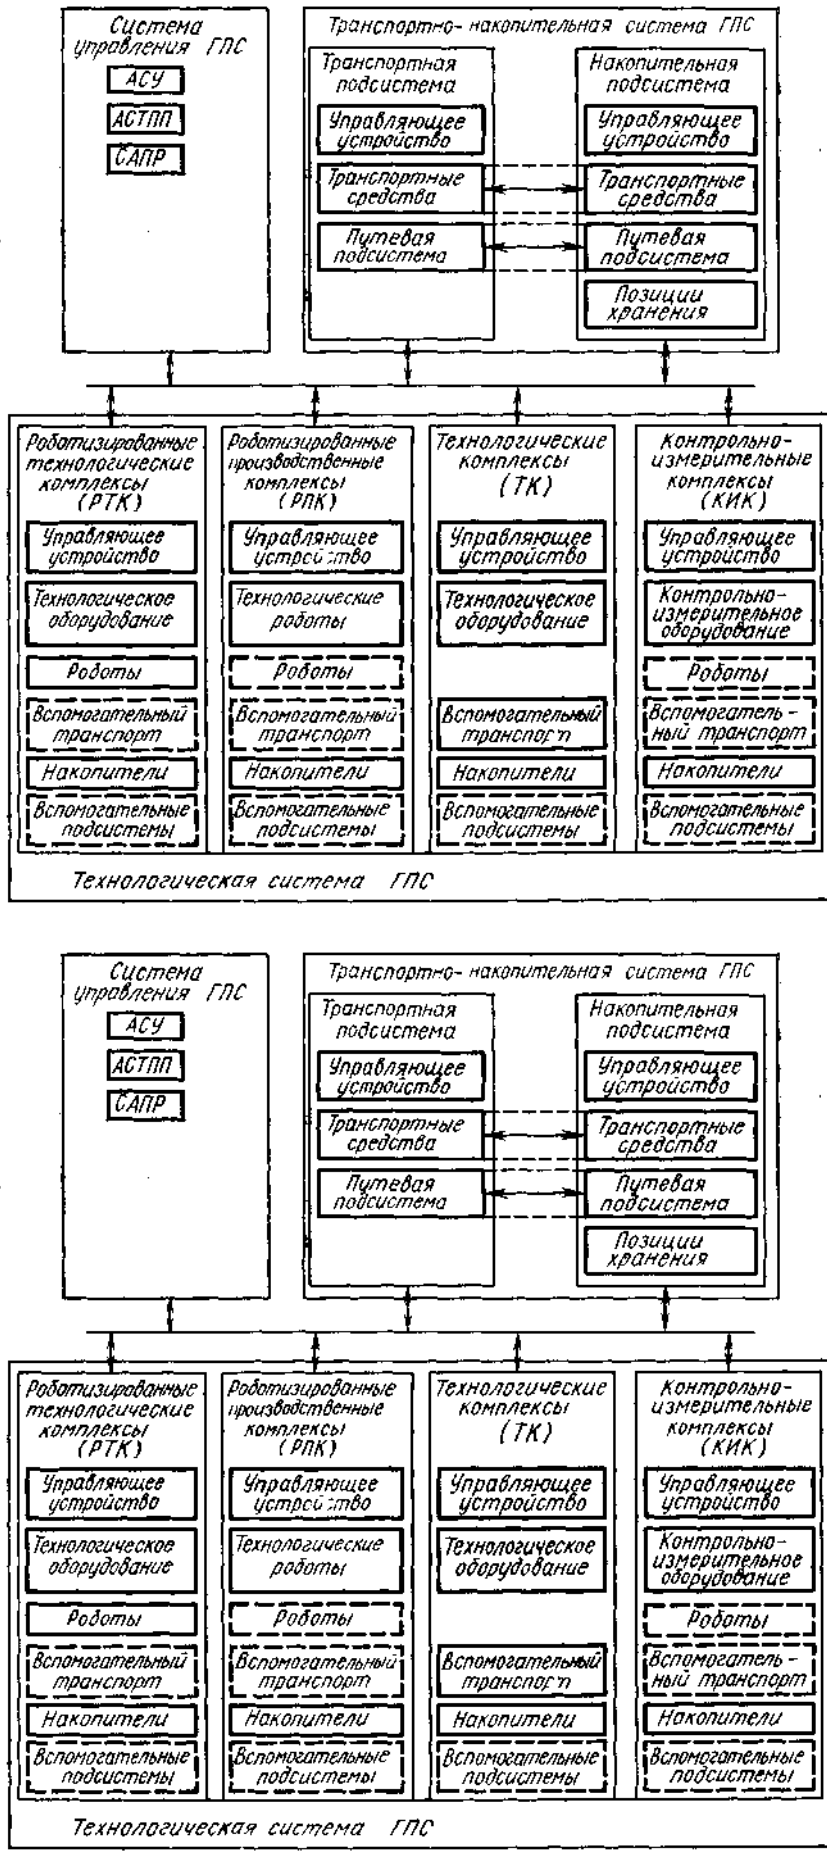 Система
управления ГПС
АСУ
АСТПП
САПР
Транспортно-накопительная система ГПС
Транспортная
подсистема
Управляющее
устройство
Транспортные
средства
Путевая
подсистема
Накопительная
подсистема
Управляющее
устройство
Транспортные
средства
Путевая
подсистема
Позиции
хранения
Роботизированные
технологические
комплексы
(РТК)
Управляющее
устройство
Технологическое
оборудование
Роботы
Вспомогательный
транспорт
Накопители
Вспомогательные
подсистемы
Роботизированные
производственные
комплексы
(РПК)
Управляющее
устройство
Технологические
роботы
Роботы
Вспомогательный
транспорт
Накопители
Вспомогательные
подсистемы
Технологические
комплексы
(ТК)
Управляющее
устройство
Технологическое
оборудование
Вспомогательный
транспорт
Накопители
Вспомогательные
подсистемы
Контрольно-
измерительные
комплексы
(КИК)
Управляющее
устройство
Контрольно-
измерительное
оборудование
Роботы
Вспомогатель-
ный транспорт
Накопители
Вспомогательные
подсистемы
Технологическая система ГПС
Система
управления ГПС
АСУ
АСТПП
САПР
Транспортно-накопительная система ГПС
Транспортная
подсистема
Управляющее
устройство
Транспортные
средства
Путевая
подсистема
Накопительная
подсистема
Управляющее
устройство
Транспортные
средства
Путевая
подсистема
Позиции
хранения
Роботизированные
технологические
комплексы
(РТК)
Управляющее
устройство
Технологическое
оборудование
Роботы
Вспомогательный
транспорт
Накопители
Вспомогательные
подсистемы
Роботизированные
производственные
комплексы
(РПК)
Управляющее
устройство
Технологические
роботы
Роботы
Вспомогательный
транспорт
Накопители
Вспомогательные
подсистемы
Технологические
комплексы
(ТК)
Управляющее
устройство
Технологическое
оборудование
Вспомогательный
транспорт
Накопители
Вспомогательные
подсистемы
Контрольно-
измерительные
комплексы
(КИК)
Управляющее
устройство
Контрольно-
измерительное
оборудование
Роботы
Вспомогатель-
ный транспорт
Накопители
Вспомогательные
подсистемы
Технологическая система ГПС